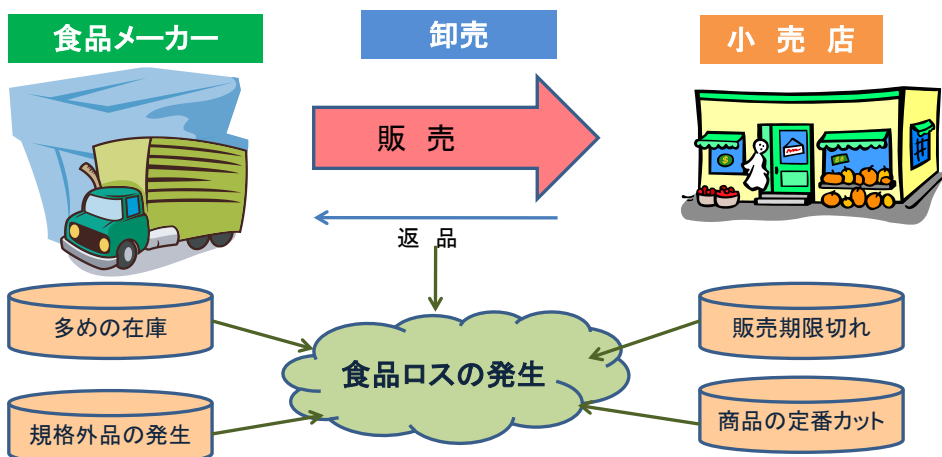 食品メーカー
卸売
小 売 店
販 売
返 品
多めの在庫
販売期限切れ
食品ロスの発生
規格外品の発生
商品の定番カット